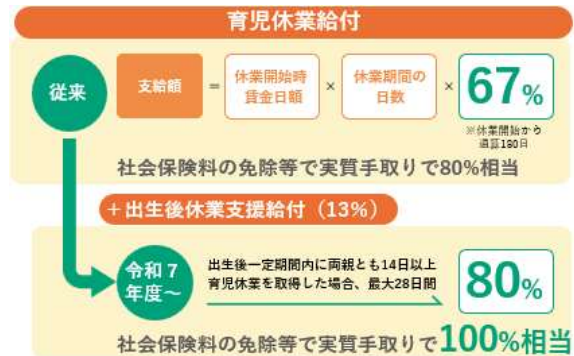 育児休業給付
従来
支給額 = 休業開始時賃金日額 × 休業期間の日数 × 67%
※休業開始から
通算180日
社会保険料の免除等で実質手取りで80%相当
+出生後休業支援給付（13%）
令和7
年度~
出生後一定期間内に両親とも14日以上
育児休業を取得した場合、最大28日間
80%
社会保険料の免除等で実質手取りで100%相当